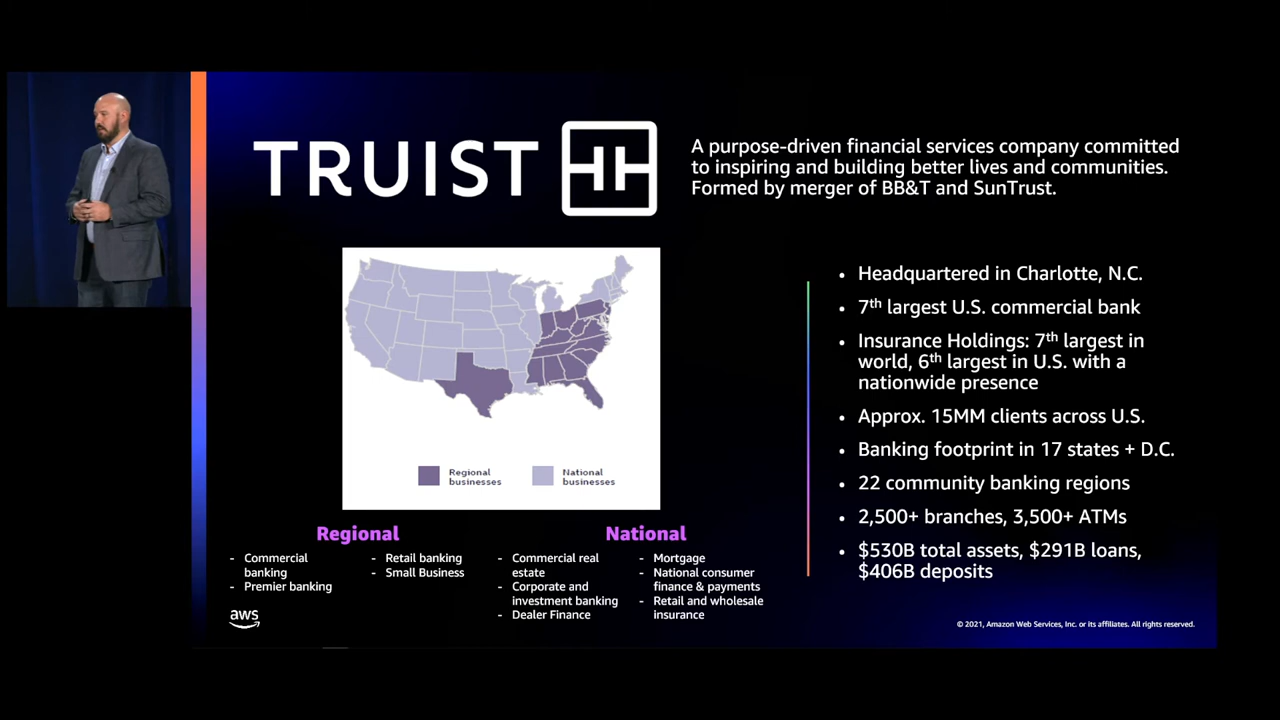 TRUIST
A purpose-driven financial services company committed
to inspiring and building better lives and communities.
Formed by merger of BB&T and SunTrust.
Regional
businesses
National
businesses
Regional
- Commercial
banking
- Premier banking
- Retail banking
- Small Business
National
- Commercial real
estate
- Corporate and
investment banking
- Dealer Finance
- Mortgage
- National consumer
finance & payments
- Retail and wholesale
insurance
• Headquartered in Charlotte, N.C.
• 7th largest U.S. commercial bank
• Insurance Holdings: 7th largest in
world, 6th largest in U.S. with a
nationwide presence
• Approx. 15MM clients across U.S.
• Banking footprint in 17 states + D.C.
• 22 community banking regions
• 2,500+ branches, 3,500+ ATMs
• $530B total assets, $291B loans,
$406B deposits
aws
© 2021, Amazon Web Services, Inc. or its affiliates. All rights reserved.